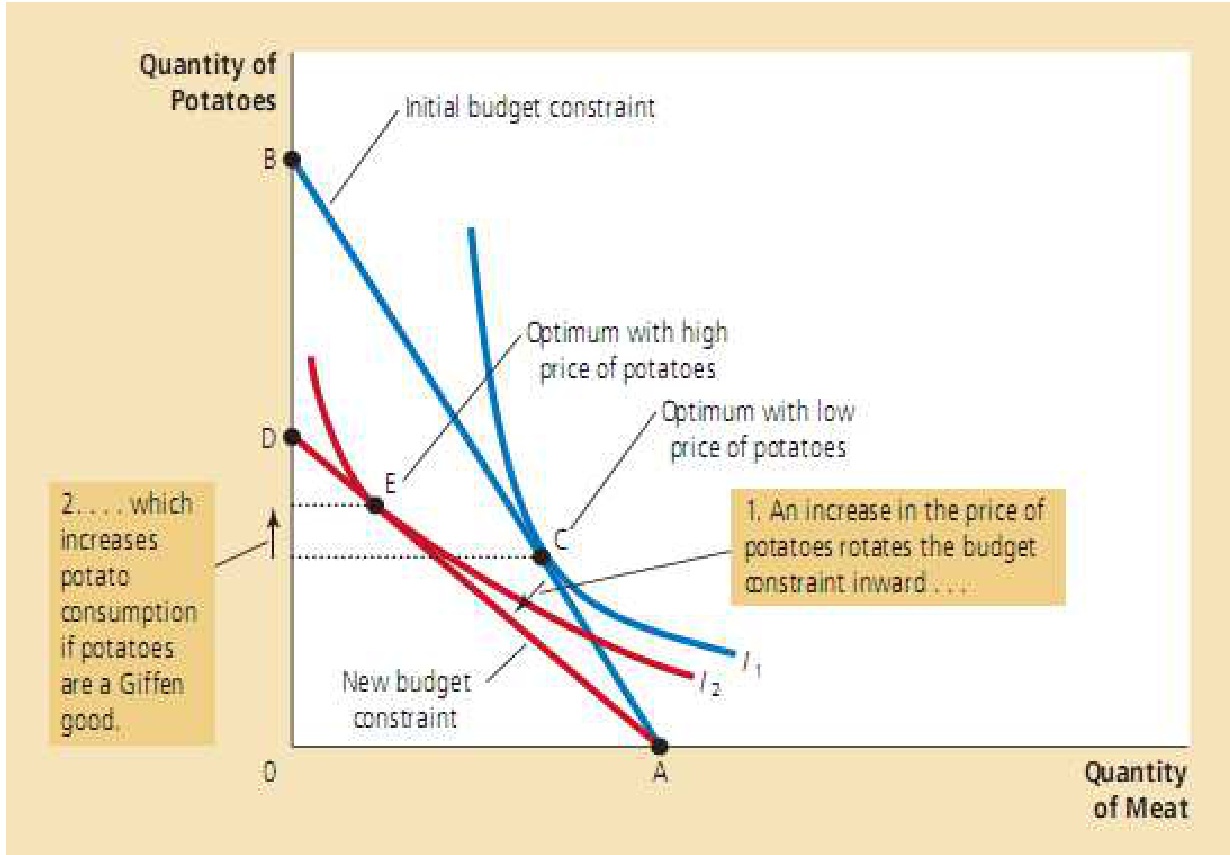 Quantity of
Potatoes
Initial budget constraint
B
Optimum with high
price of potatoes
Optimum with low
price of potatoes
D
E
2. . . . which
increases
potato
consumption
if potatoes
are a Giffen
good.
1. An increase in the price of
potatoes rotates the budget
constraint inward . . .
C
New budget
constraint
I1
I2
0
A
Quantity
of Meat